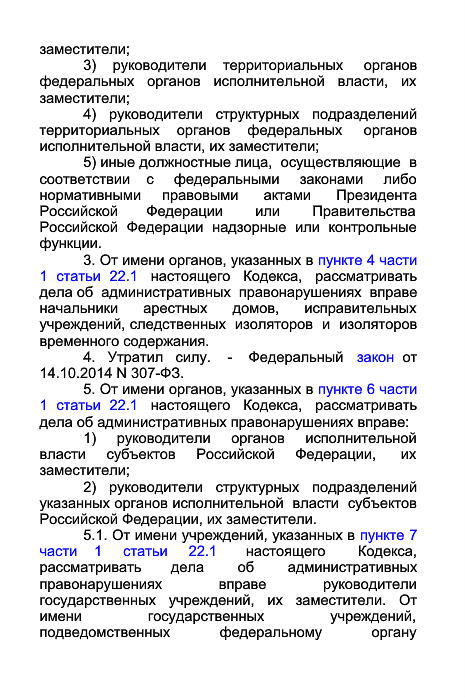 заместители;
3) руководители территориальных органов
федеральных органов исполнительной власти, их
заместители;
4) руководители структурных подразделений
территориальных органов федеральных органов
исполнительной власти, их заместители;
5) иные должностные лица, осуществляющие в
соответствии с федеральными законами либо
нормативными правовыми актами Президента
Российской Федерации или Правительства
Российской Федерации надзорные или контрольные
функции.
3. От имени органов, указанных в пункте 4 части
1 статьи 22.1 настоящего Кодекса, рассматривать
дела об административных правонарушениях вправе
начальники арестных домов, исправительных
учреждений, следственных изоляторов и изоляторов
временного содержания.
4. Утратил силу. - Федеральный закон от
14.10.2014 N 307-ФЗ.
5. От имени органов, указанных в пункте 6 части
1 статьи 22.1 настоящего Кодекса, рассматривать
дела об административных правонарушениях вправе:
1) руководители органов исполнительной
власти субъектов Российской Федерации, их
заместители;
2) руководители структурных подразделений
указанных органов исполнительной власти субъектов
Российской Федерации, их заместители.
5.1. От имени учреждений, указанных в пункте 7
части 1 статьи 22.1 настоящего Кодекса,
рассматривать дела об административных
правонарушениях вправе руководители
государственных учреждений, их заместители. От
имени государственных учреждений,
подведомственных федеральному органу